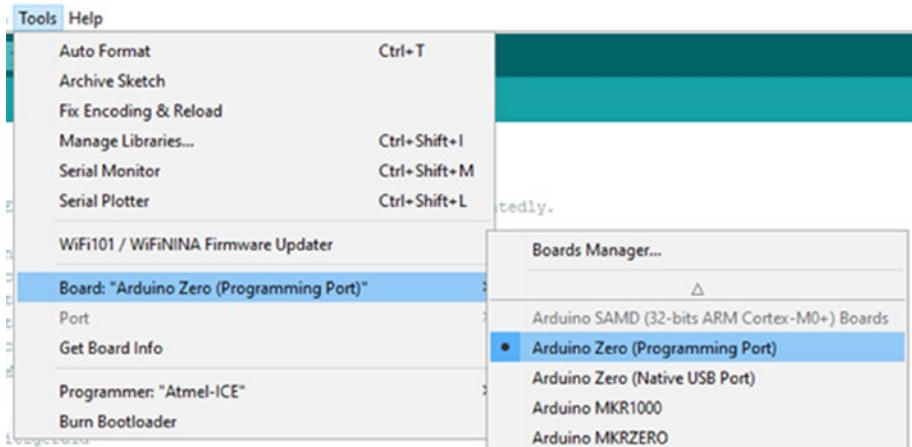 Tools Help
Auto Format Ctrl+T
Archive Sketch
Fix Encoding & Reload
Manage Libraries... Ctrl+Shift+I
Serial Monitor Ctrl+Shift+M
Serial Plotter Ctrl+Shift+L
tedly.
WiFi101 / WiFiNINA Firmware Updater
Board: "Arduino Zero (Programming Port)"
Port
Get Board Info
Programmer: "Atmel-ICE"
Burn Bootloader
Boards Manager...
Arduino SAMD (32-bits ARM Cortex-M0+) Boards
Arduino Zero (Programming Port)
Arduino Zero (Native USB Port)
Arduino MKR1000
Arduino MKRZERO